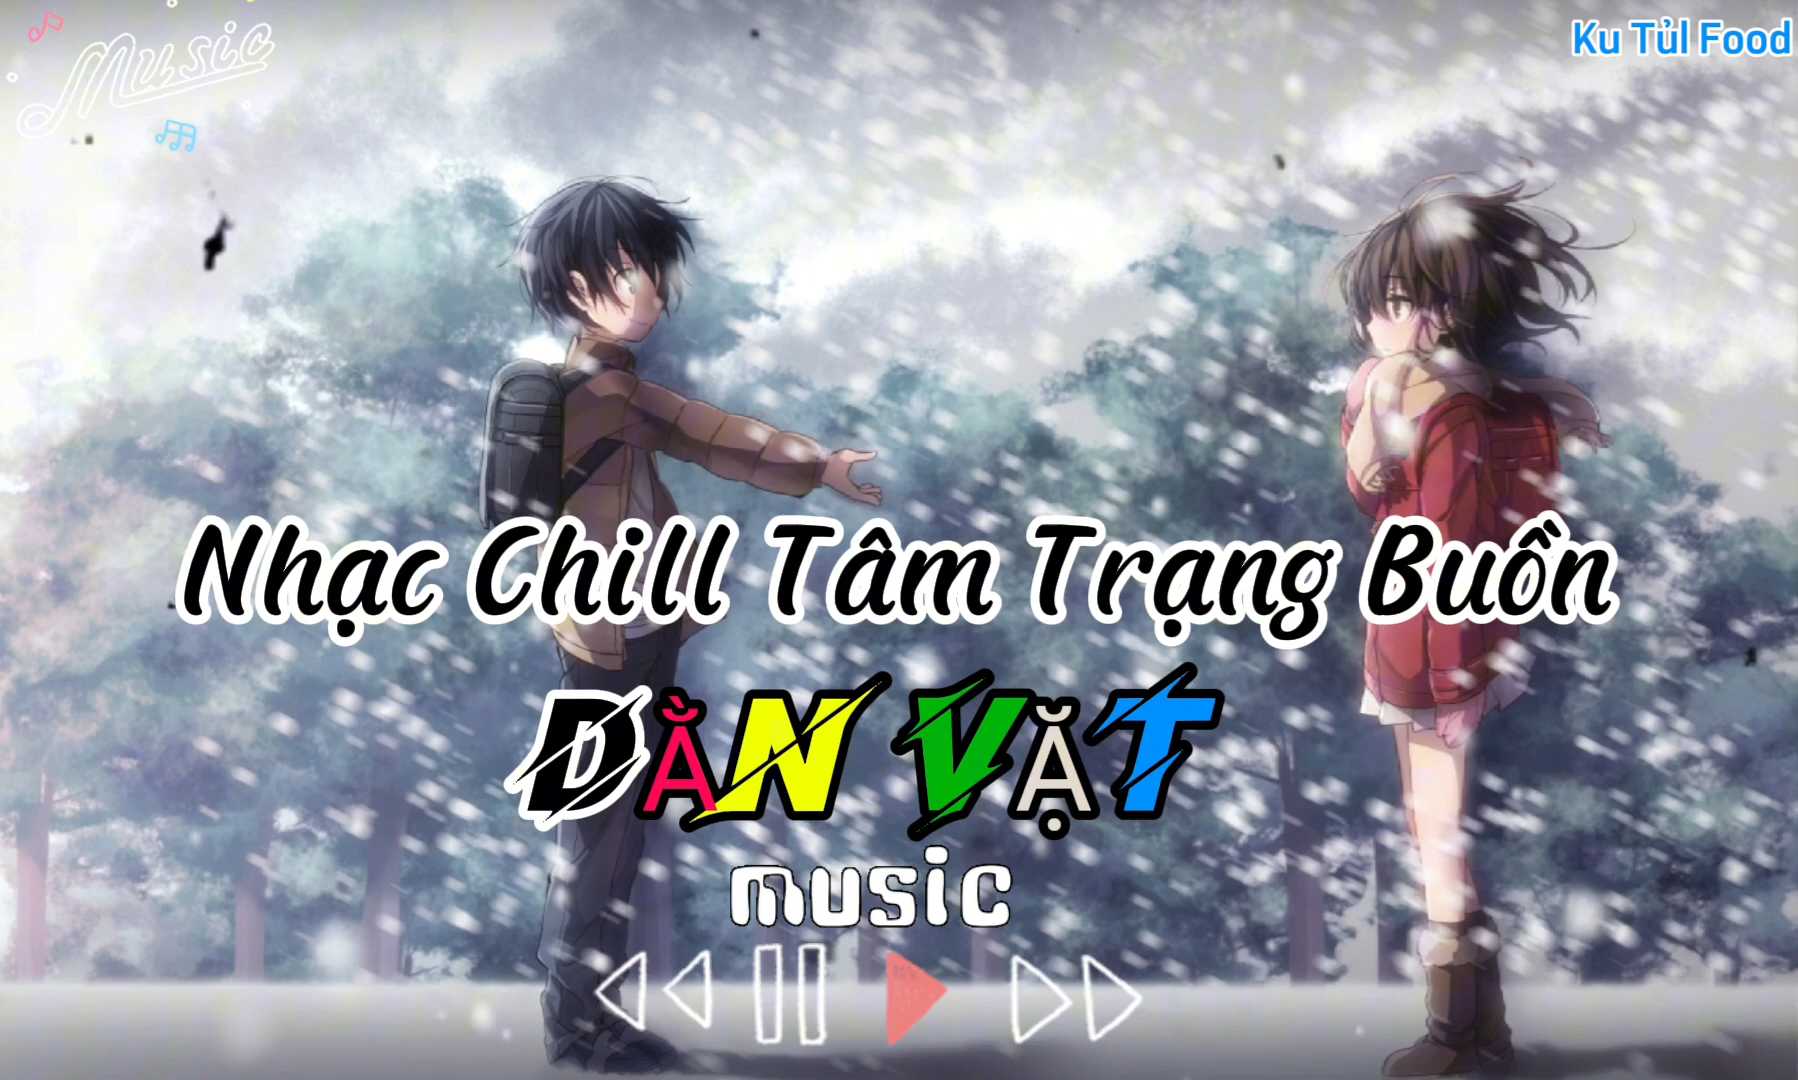 Music
Ku Tủl Food
Nhạc Chill Tâm Trạng Buồn
DẰN VẶT
music